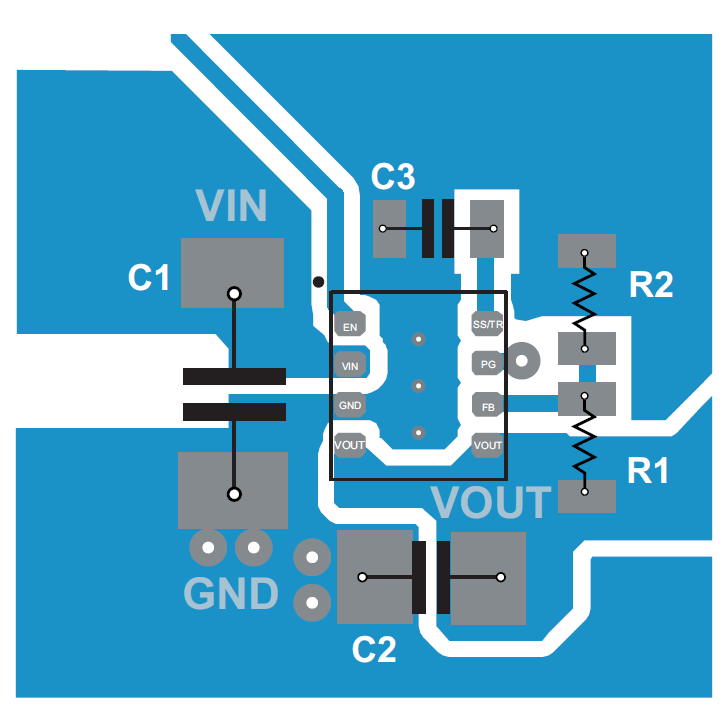 C3
VIN
C1
R2
EN
SS/TR
VIN
PG
GND
FB
VOUT
VOUT
R1
VOUT
GND
C2